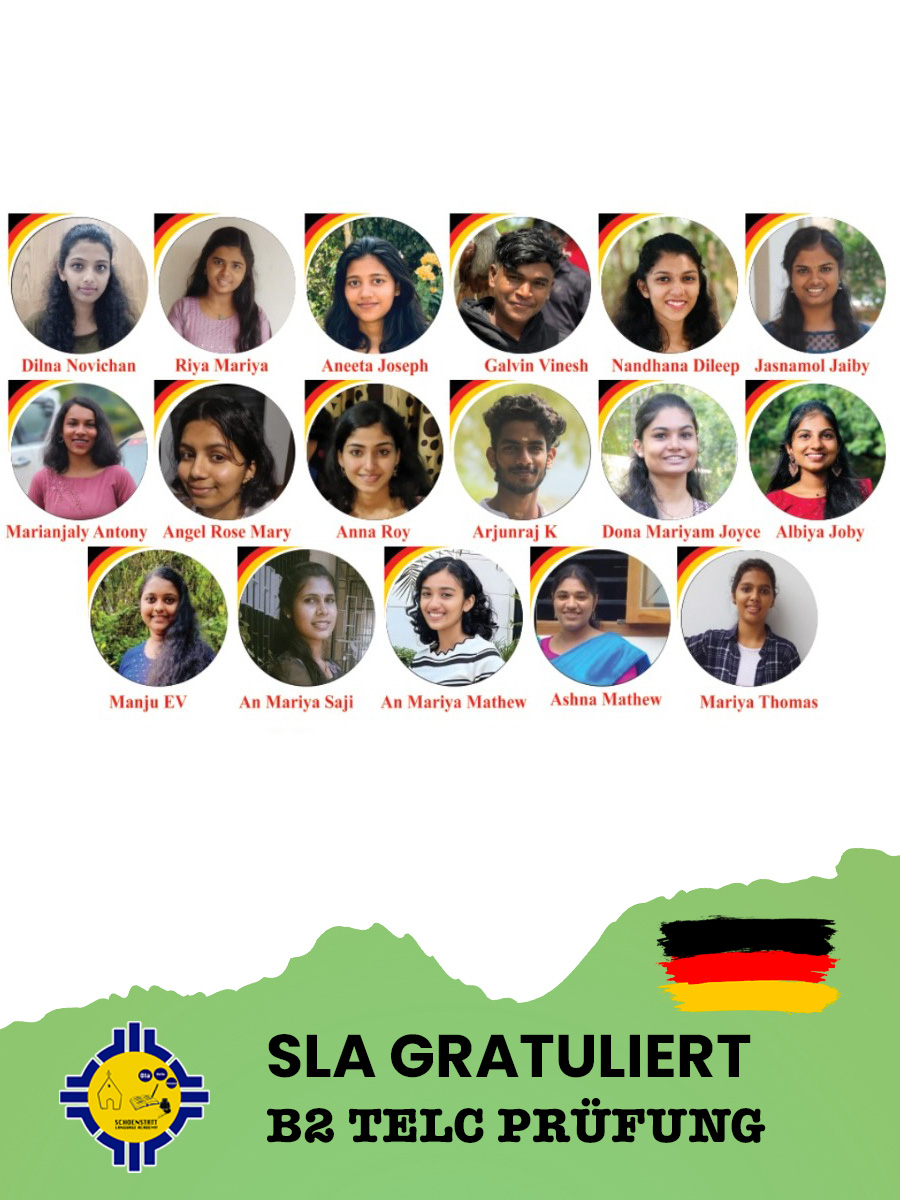 Dilna Novichan Riya Mariya Aneeta Joseph Galvin Vinesh Nandhana Dileep Jasnamol Jaiby
Marianjaly Antony Angel Rose Mary Anna Roy Arjunraj K Dona Mariyam Joyce Albiya Joby
Manju EV An Mariya Saji An Mariya Mathew Ashna Mathew Mariya Thomas
SLA GRATULIERT
B2 TELC PRÜFUNG
SCHOENSTATT
LANGUAGE ACADEMY